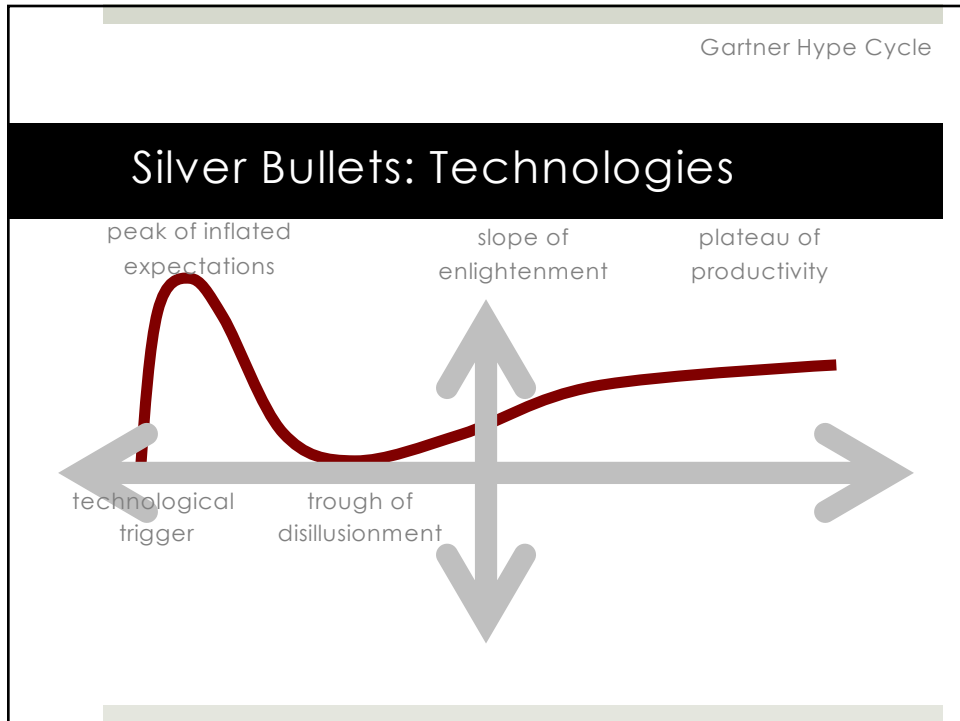 Gartner Hype Cycle
Silver Bullets: Technologies
peak of inflated
expectations
slope of
enlightenment
plateau of
productivity
technological
trigger
trough of
disillusionment